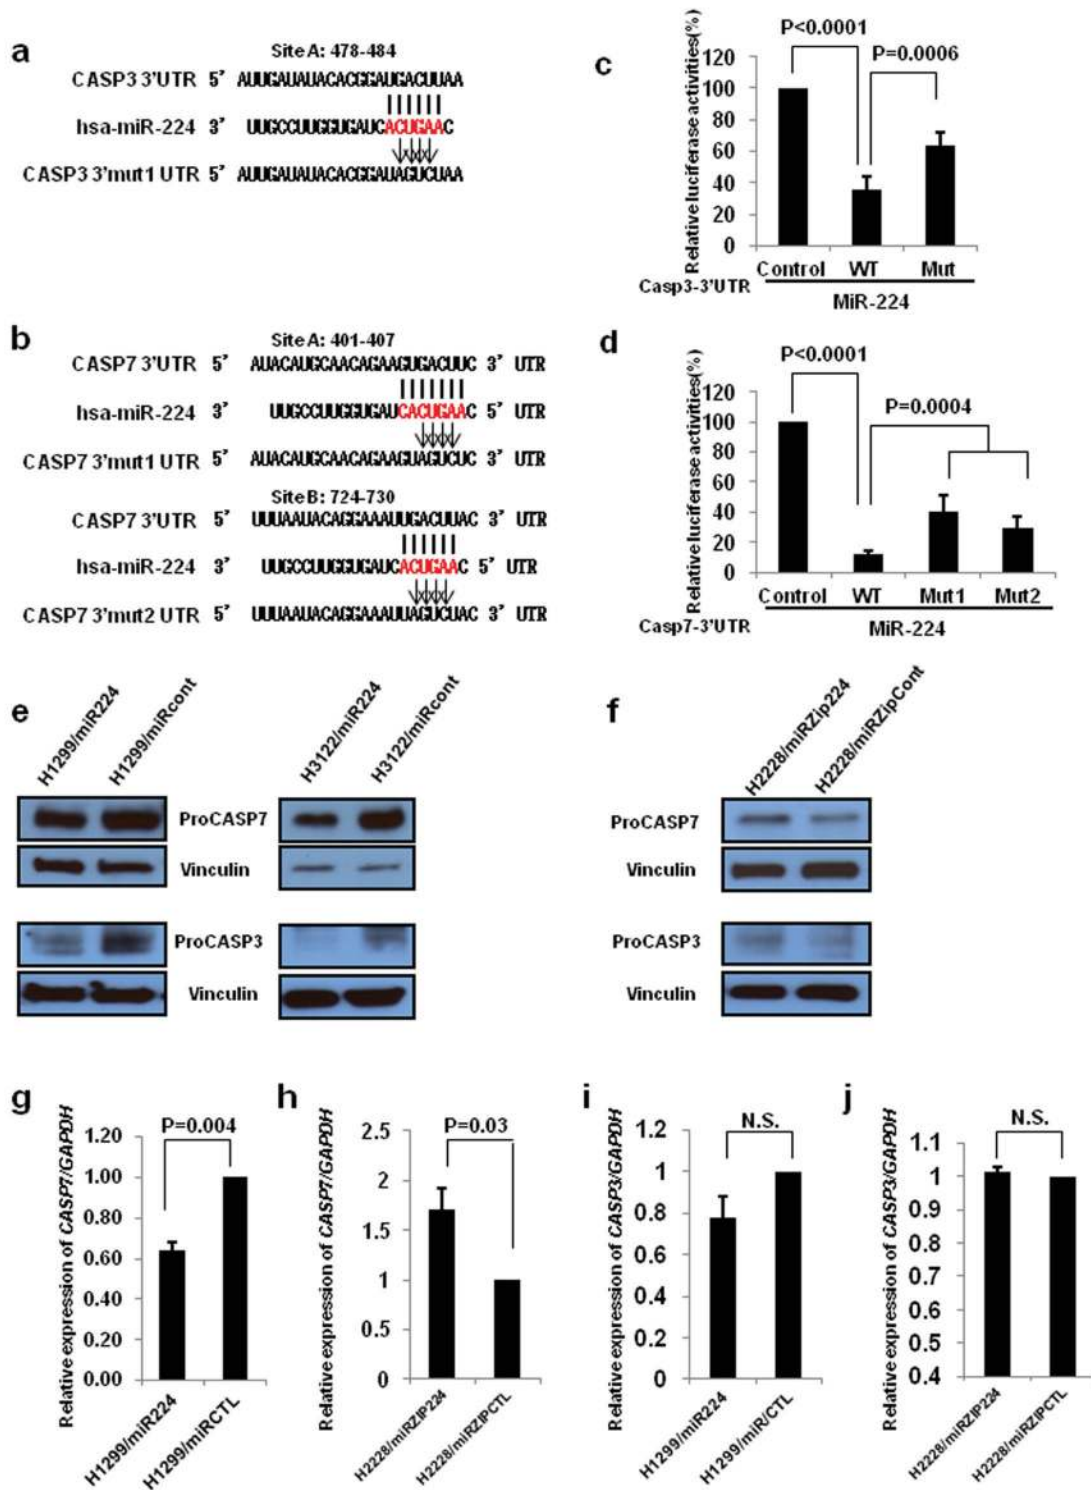 a
Site A: 478-484
CASP3 3'UTR 5' AUUGAUAUACACGGAUGACUUAA
hsa-miR-224 3' UUGCCUUGGUGAUCACUGAAC
CASP3 3'mut1 UTR 5' AUUGAUAUACACGGAUAGUCUAA
b
Site A: 401-407
CASP7 3'UTR 5' AUACAUGCAACAGAAGUGACUUC 3' UTR
hsa-miR-224 3' UUGCCUUGGUGAUCACUGAAC 5' UTR
CASP7 3'mut1 UTR 5' AUACAUGCAACAGAAGUAGUCUC 3' UTR
Site B: 724-730
CASP7 3'UTR 5' UUUAAUACAGGAAAUUGACUUAC 3' UTR
hsa-miR-224 3' UUGCCUUGGUGAUCACUGAAC 5' UTR
CASP7 3'mut2 UTR 5' UUUAAUACAGGAAAUUAGUCUAC 3' UTR
c
P<0.0001
P=0.0006
Relative luciferase activities(%)
120
100
80
60
40
20
0
Control WT Mut
Casp3-3'UTR
MiR-224
d
P<0.0001
P=0.0004
Relative luciferase activities(%)
120
100
80
60
40
20
0
Control WT Mut1 Mut2
Casp7-3'UTR
MiR-224
e
H1299/miR224
H1299/miRcont
H3122/miR224
H3122/miRcont
ProCASP7
Vinculin
ProCASP3
Vinculin
f
H2228/miRZip224
H2228/miRZipCont
ProCASP7
Vinculin
ProCASP3
Vinculin
g
P=0.004
Relative expression of CASP7/GAPDH
1.20
1.00
0.80
0.60
0.40
0.20
0.00
H1299/miR224
H1299/miRCTL
h
P=0.03
Relative expression of CASP7/GAPDH
2.5
2
1.5
1
0.5
0
H2228/miRZIP224
H2228/miRZIPCTL
i
N.S.
Relative expression of CASP3/GAPDH
1.2
1
0.8
0.6
0.4
0.2
0
H1299/miR224
H1299/miR/CTL
j
N.S.
Relative expression of CASP3/GAPDH
1.1
1
0.9
0.8
0.7
0.6
0.5
0.4
H2228/miRZIP224
H2228/miRZIPCTL